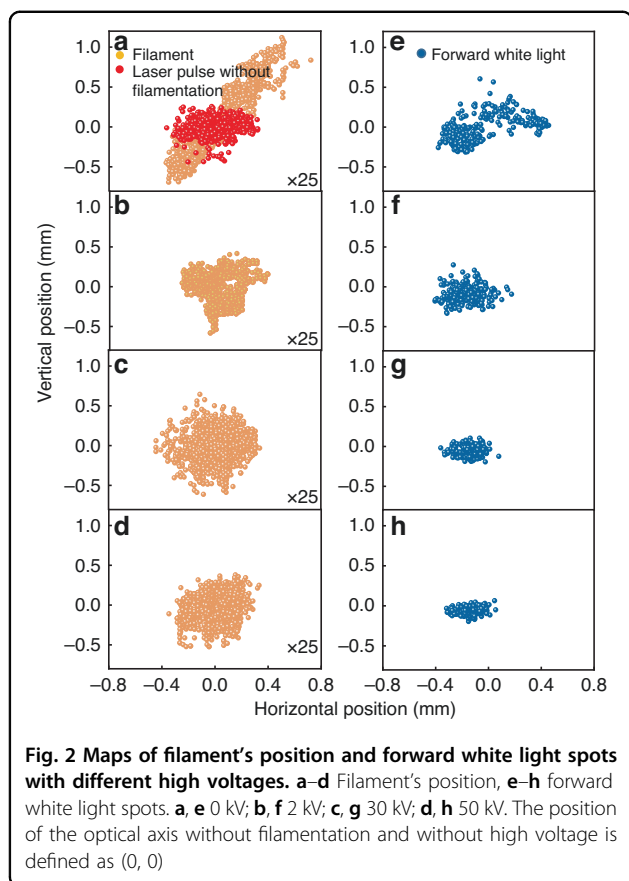 a
Filament
Laser pulse without
filamentation
1.0
0.5
0.0
−0.5
×25
b
1.0
0.5
0.0
−0.5
×25
c
1.0
0.5
0.0
−0.5
×25
d
1.0
0.5
0.0
−0.5
×25
−0.8 −0.4 0.0 0.4 0.8
Vertical position (mm)
e
Forward white light
1.0
0.5
0.0
−0.5
f
1.0
0.5
0.0
−0.5
g
1.0
0.5
0.0
−0.5
h
1.0
0.5
0.0
−0.5
−0.8 −0.4 0.0 0.4 0.8
Horizontal position (mm)
Fig. 2 Maps of filament's position and forward white light spots
with different high voltages. a–d Filament's position, e–h forward
white light spots. a, e 0 kV; b, f 2 kV; c, g 30 kV; d, h 50 kV. The position
of the optical axis without filamentation and without high voltage is
defined as (0, 0)